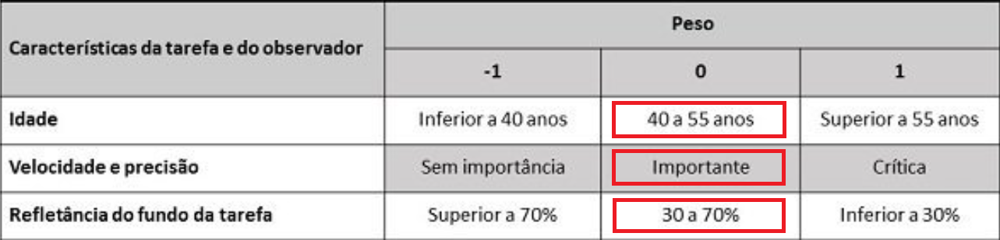 Características da tarefa e do observador
Peso
-1 0 1
Idade Inferior a 40 anos 40 a 55 anos Superior a 55 anos
Velocidade e precisão Sem importância Importante Crítica
Refletância do fundo da tarefa Superior a 70% 30 a 70% Inferior a 30%